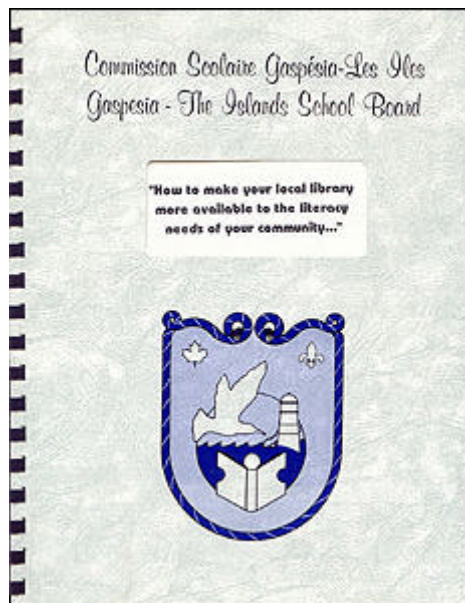 Commission Scolaire Gaspésia-Les Iles
Gaspesia - The Islands School Board
"How to make your local library
more available to the literacy
needs of your community..."